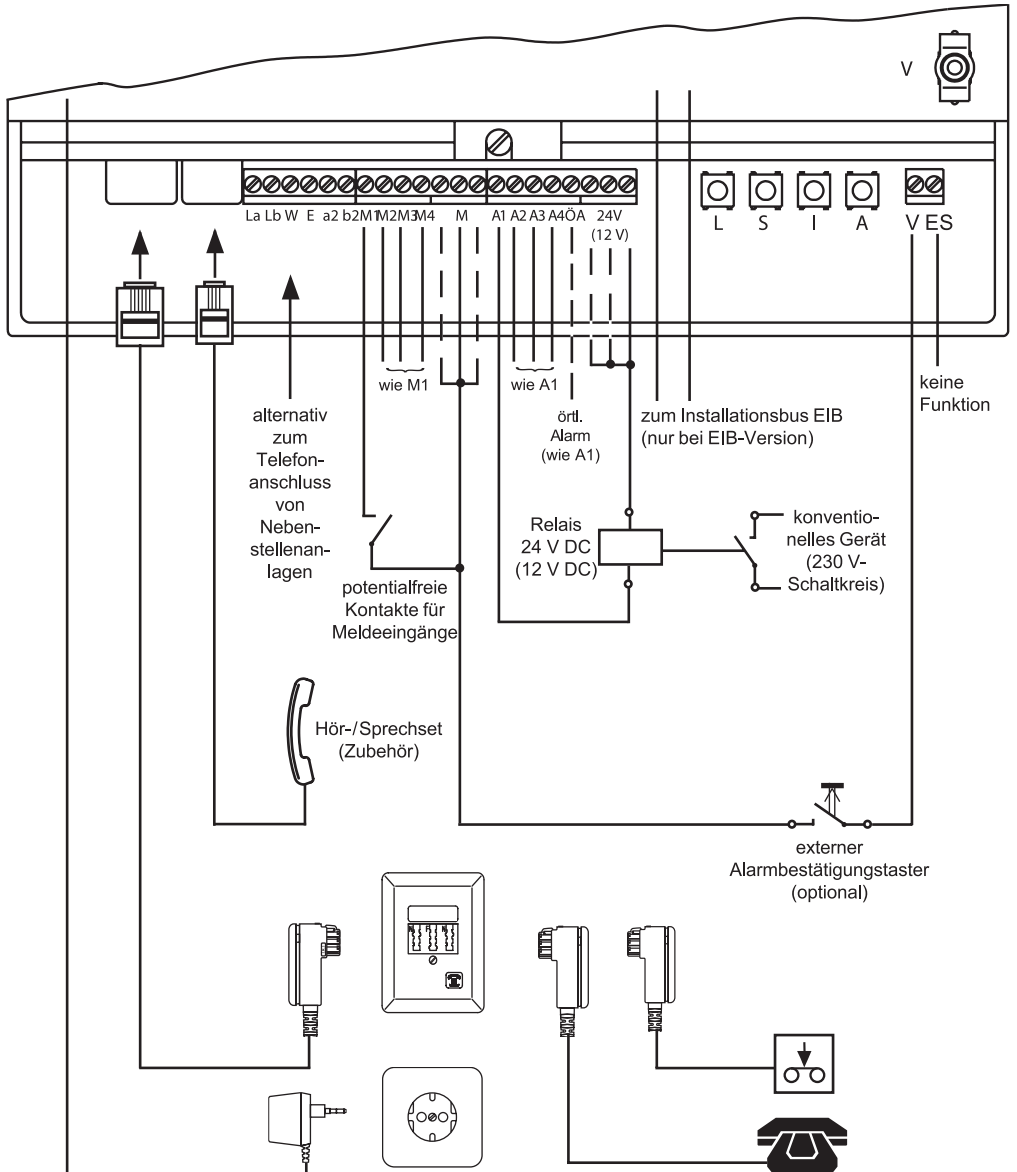 V
La Lb W E a2 b2 M1 M2 M3 M4 M A1 A2 A3 A4 ÖA 24V
(12 V)
L S I A V ES
wie M1
wie A1
örtl.
Alarm
(wie A1)
zum Installationsbus EIB
(nur bei EIB-Version)
keine
Funktion
alternativ
zum
Telefon-
anschluss
von
Neben-
stellenan-
lagen
potentialfreie
Kontakte für
Meldeeingänge
Relais
24 V DC
(12 V DC)
konventio-
nelles Gerät
(230 V-
Schaltkreis)
Hör-/Sprechset
(Zubehör)
externer
Alarmbestätigungstaster
(optional)
N F N